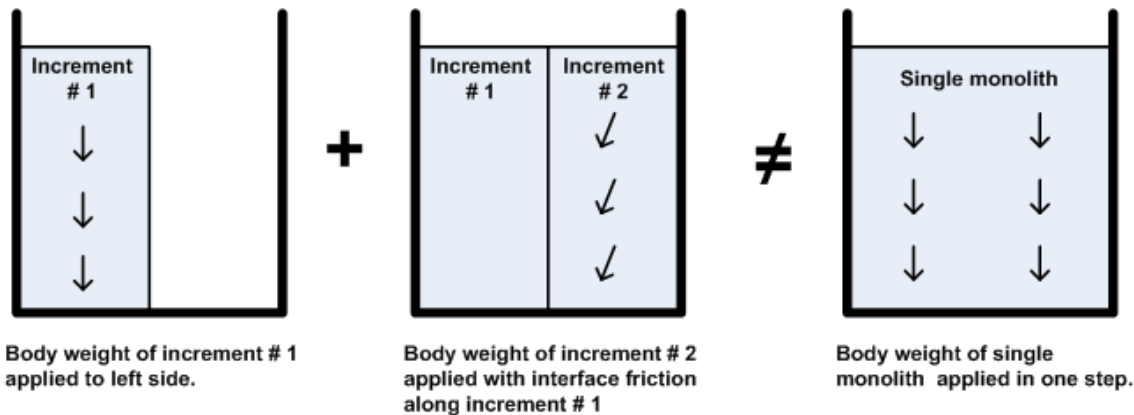 Increment
# 1
+
Increment
# 1
Increment
# 2
≠
Single monolith
Body weight of increment # 1
applied to left side.
Body weight of increment # 2
applied with interface friction
along increment # 1
Body weight of single
monolith applied in one step.